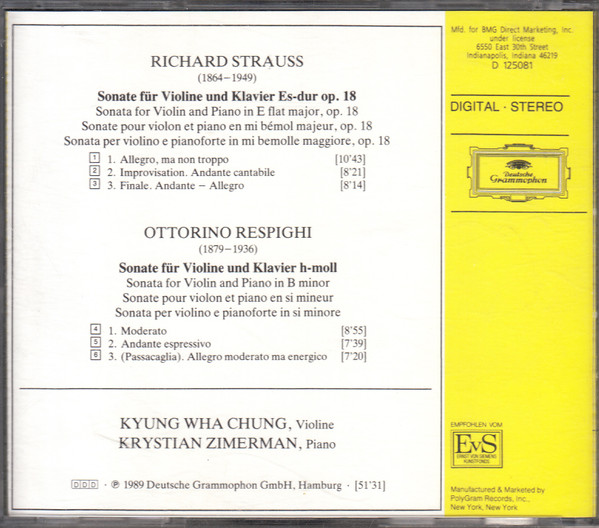 RICHARD STRAUSS
(1864–1949)
Sonate für Violine und Klavier Es-dur op. 18
Sonata for Violin and Piano in E flat major, op. 18
Sonate pour violon et piano en mi bémol majeur, op. 18
Sonata per violino e pianoforte in mi bemolle maggiore, op. 18
1 1. Allegro, ma non troppo [10'43]
2 2. Improvisation. Andante cantabile [8'21]
3 3. Finale. Andante – Allegro [8'14]
OTTORINO RESPIGHI
(1879–1936)
Sonate für Violine und Klavier h-moll
Sonata for Violin and Piano in B minor
Sonate pour violon et piano en si mineur
Sonata per violino e pianoforte in si minore
4 1. Moderato [8'55]
5 2. Andante espressivo [7'39]
6 3. (Passacaglia). Allegro moderato ma energico [7'20]
KYUNG WHA CHUNG, Violine
KRYSTIAN ZIMERMAN, Piano
DDD · ℗ 1989 Deutsche Grammophon GmbH, Hamburg · [51'31]
Mfd. for BMG Direct Marketing, Inc.
under license
6550 East 30th Street
Indianapolis, Indiana 46219
D 125081
DIGITAL · STEREO
Deutsche
Grammophon
EMPFOHLEN VOM
EvS
ERNST VON SIEMENS
KUNSTFONDS
Manufactured & Marketed by
PolyGram Records, Inc.,
New York, New York